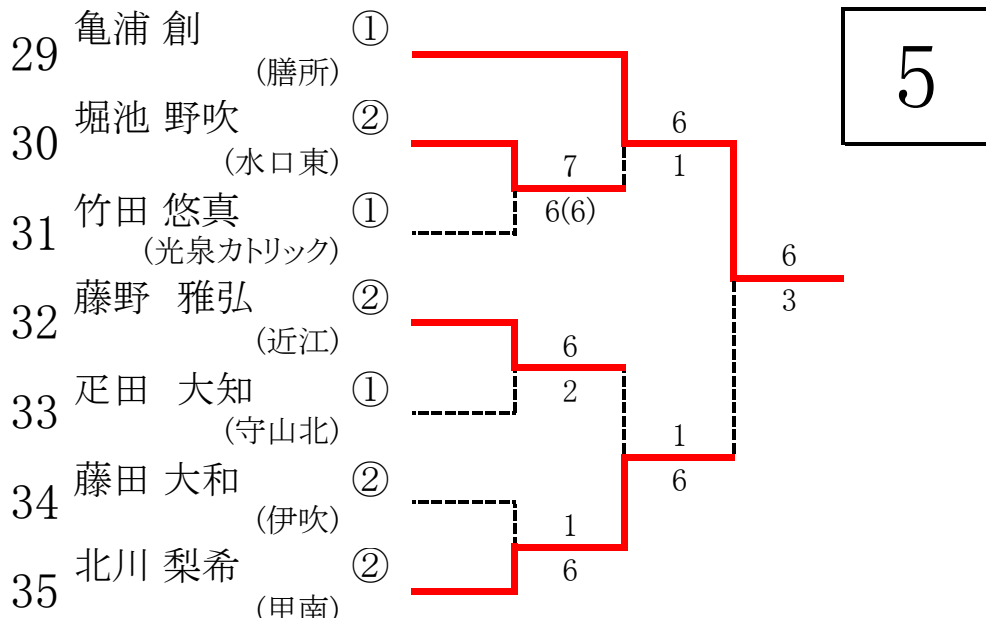 5
29 亀浦 創 ①
(膳所)
30 堀池 野吹 ②
(水口東)
31 竹田 悠真 ①
(光泉カトリック)
32 藤野 雅弘 ②
(近江)
33 疋田 大知 ①
(守山北)
34 藤田 大和 ②
(伊吹)
35 北川 梨希 ②
(甲南)
7
6(6)
6
2
1
6
6
1
1
6
6
3